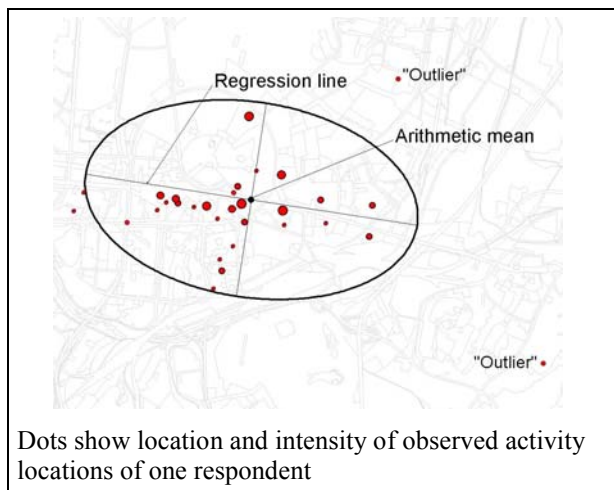 "Outlier"
Regression line
Arithmetic mean
"Outlier"
Dots show location and intensity of observed activity
locations of one respondent